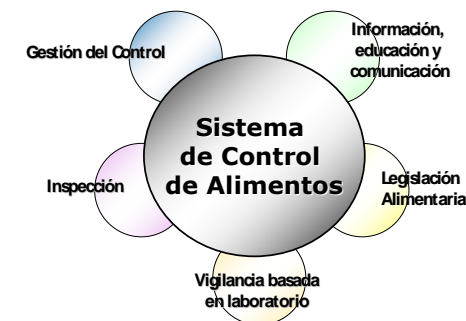 Gestión del Control
Información,
educación y
comunicación
Sistema
de Control
de Alimentos
Inspección
Legislación
Alimentaria
Vigilancia basada
en laboratorio